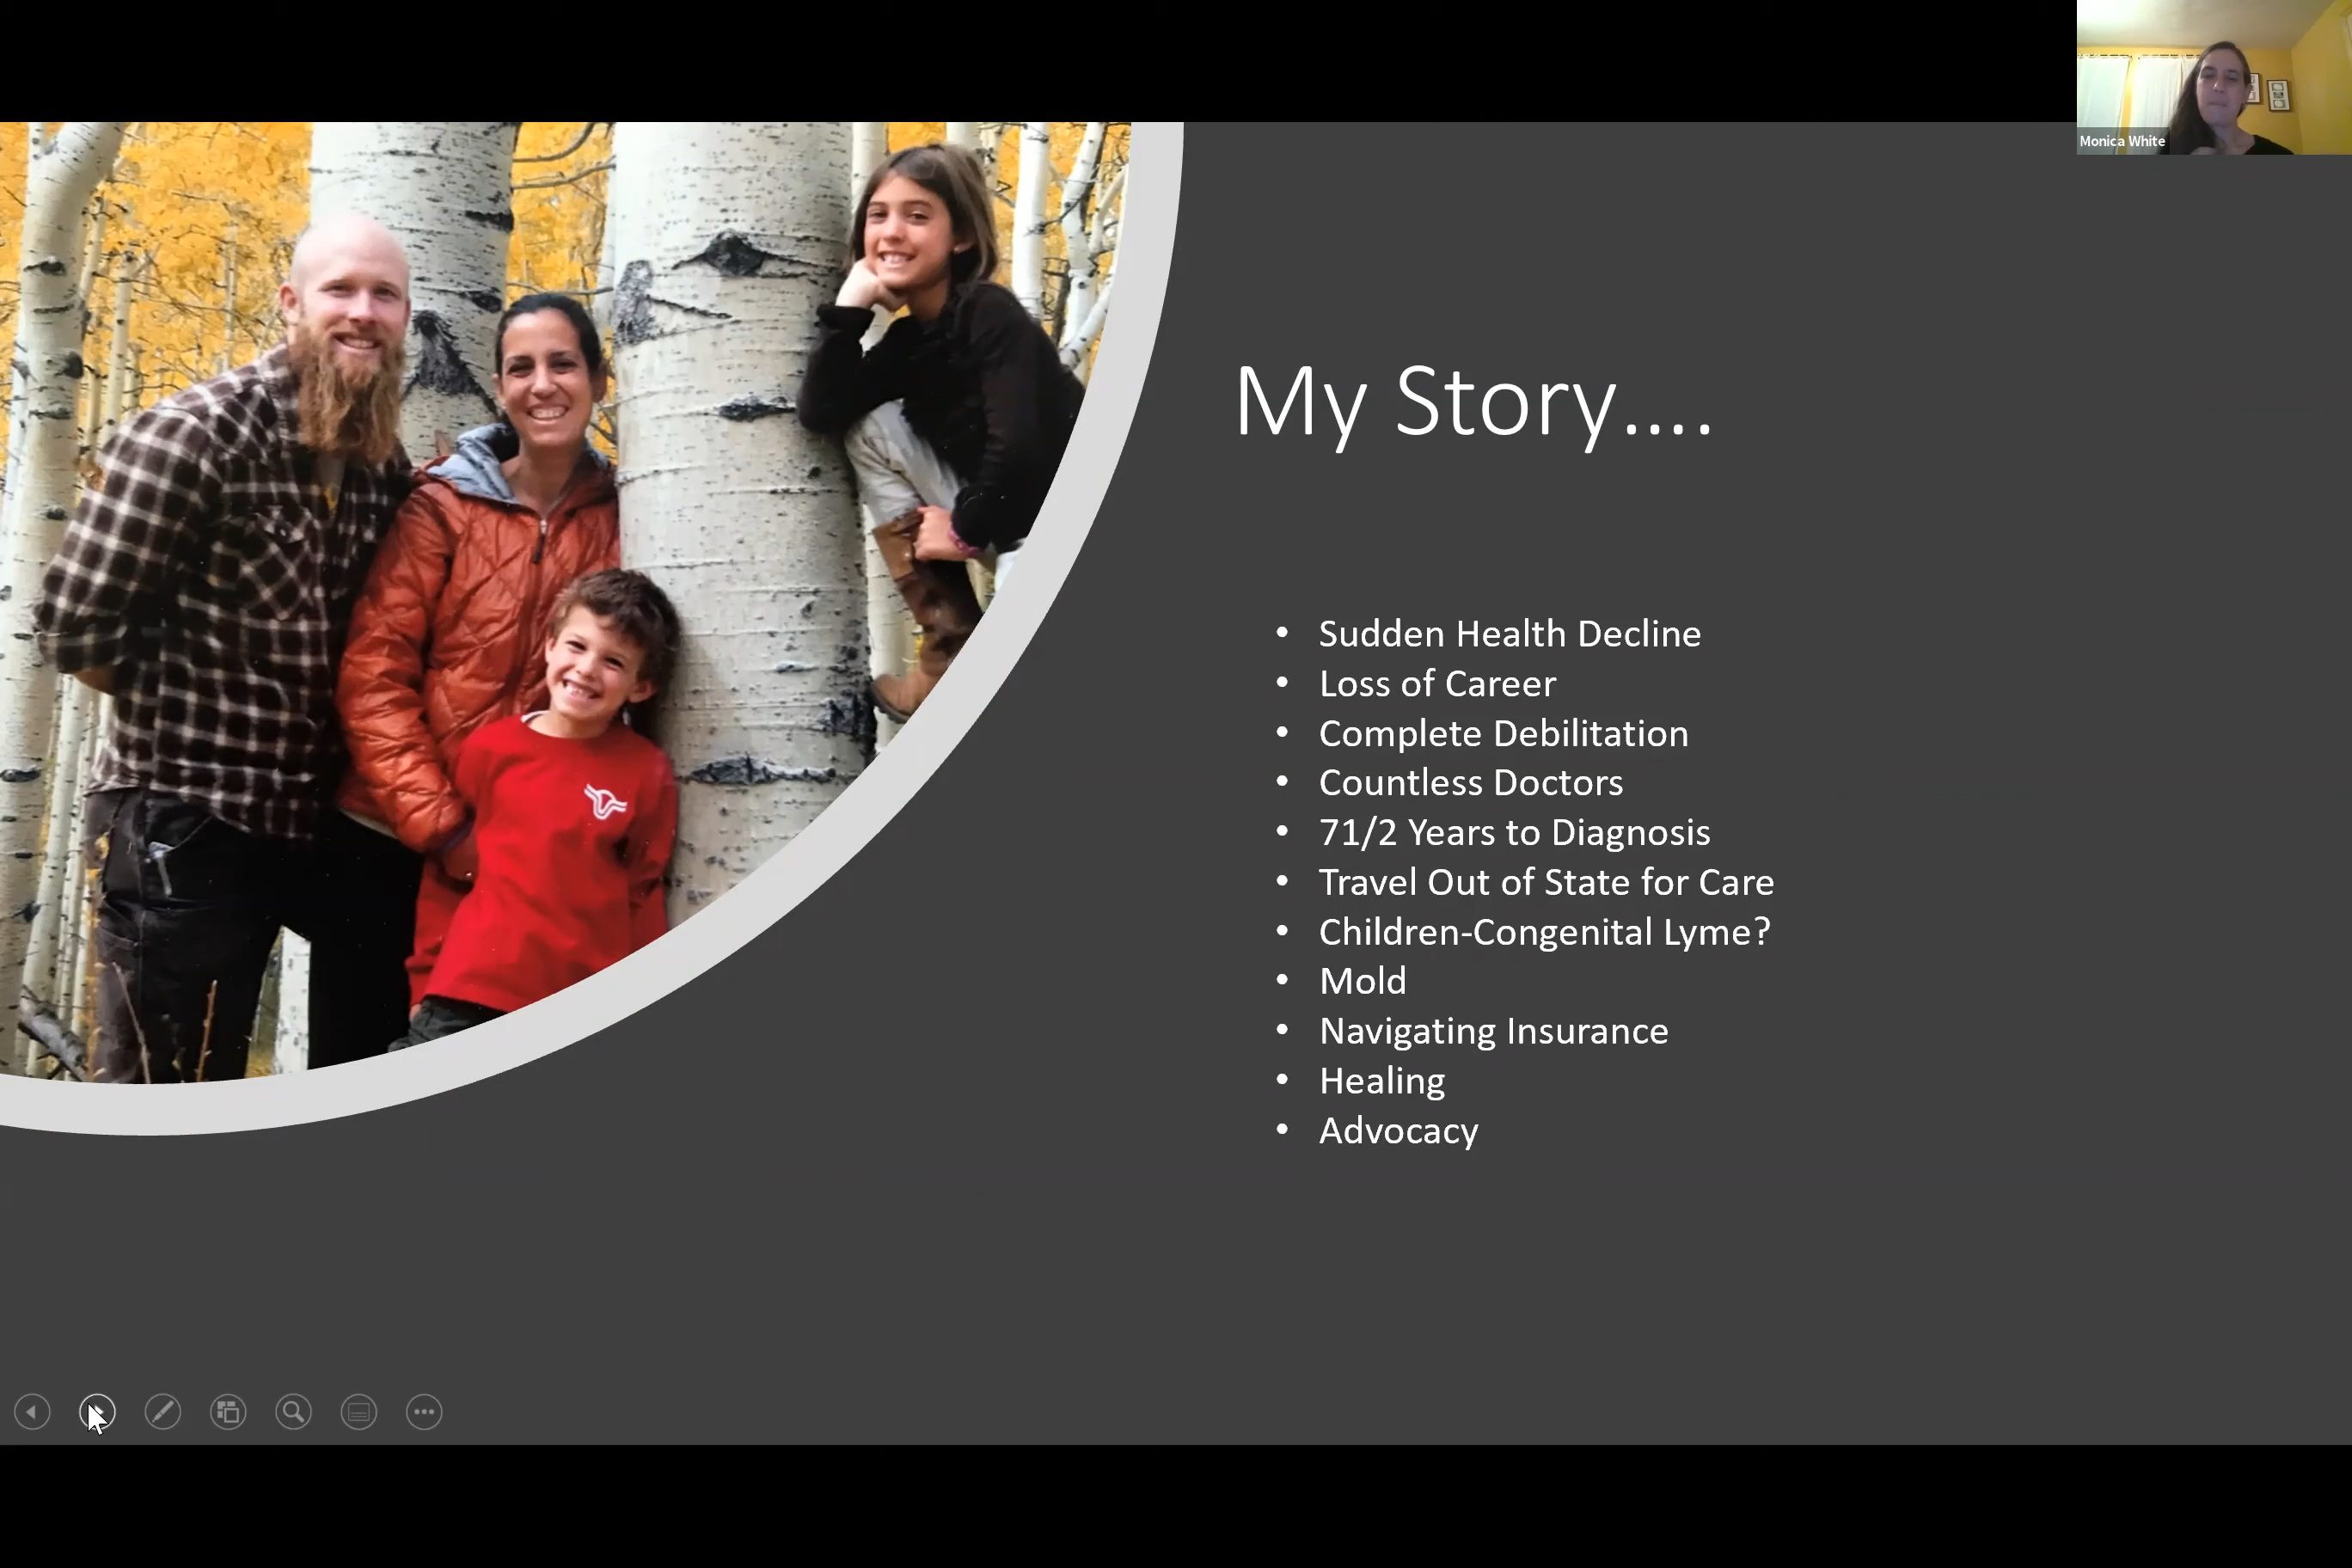 Monica White
My Story....
• Sudden Health Decline
• Loss of Career
• Complete Debilitation
• Countless Doctors
• 71/2 Years to Diagnosis
• Travel Out of State for Care
• Children-Congenital Lyme?
• Mold
• Navigating Insurance
• Healing
• Advocacy